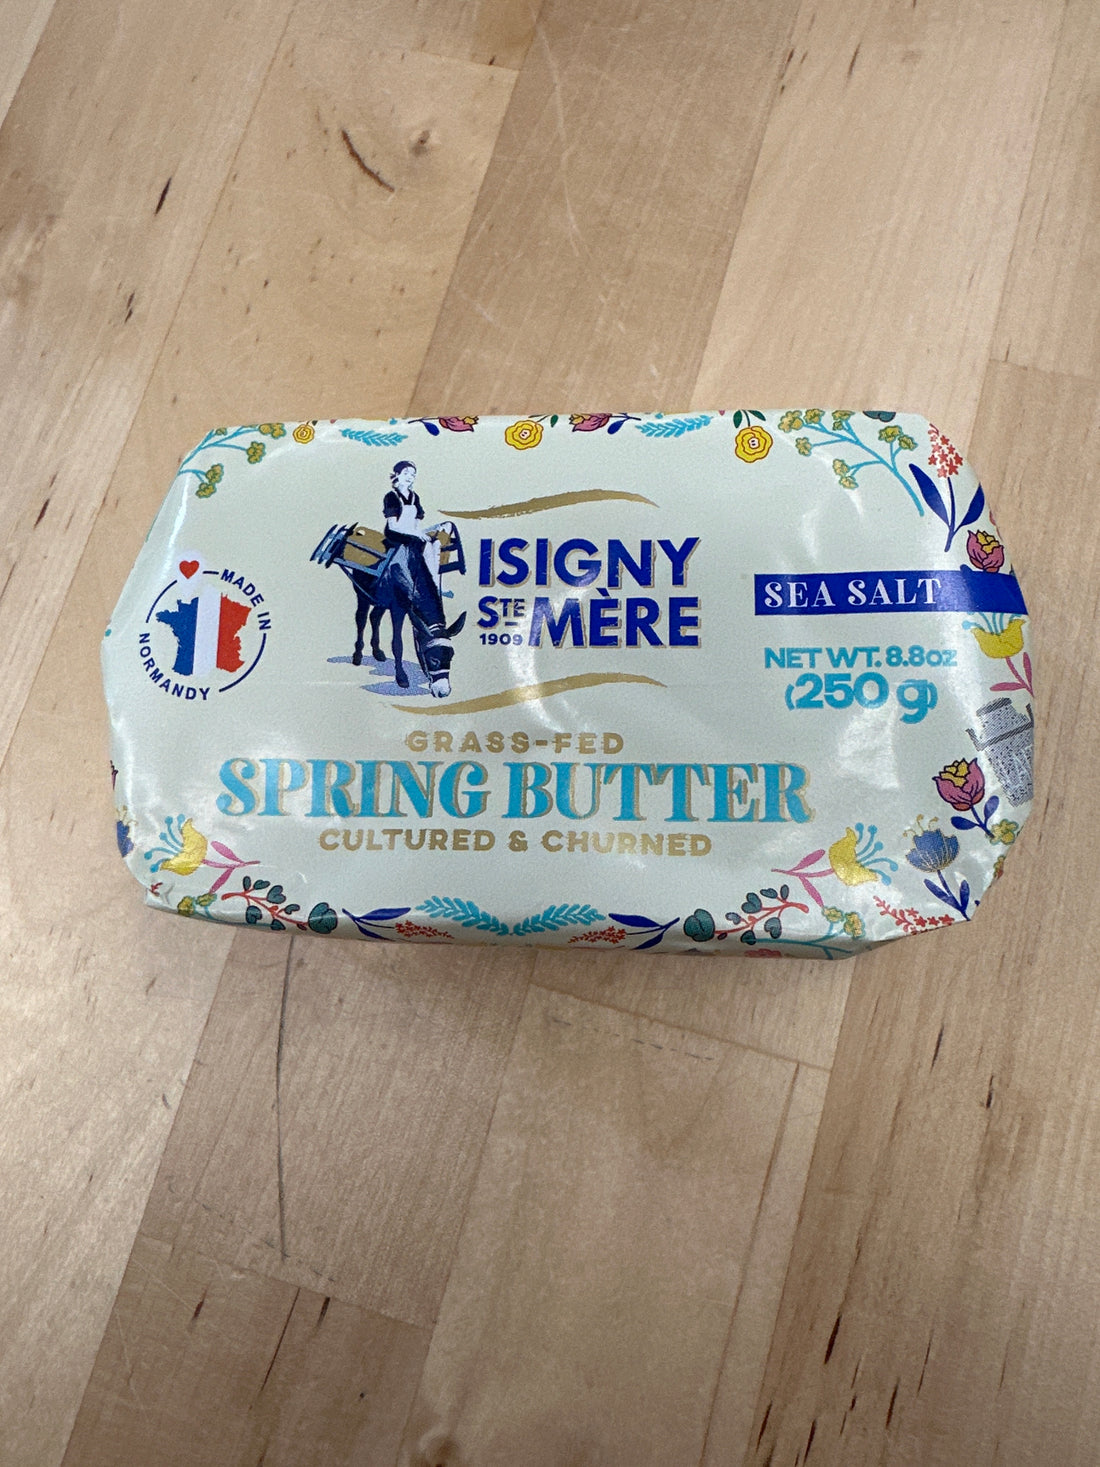 MADE IN
NORMANDY
ISIGNY
STE MÈRE
1909
SEA SALT
NET WT. 8.8oz
(250 g)
GRASS-FED
SPRING BUTTER
CULTURED & CHURNED